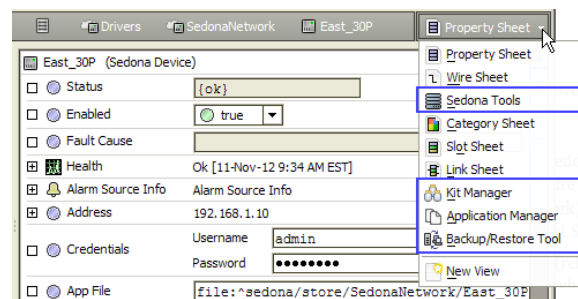 Drivers SedonaNetwork East_30P Property Sheet
East_30P (Sedona Device)
Status {ok}
Enabled true
Fault Cause
Health Ok [11-Nov-12 9:34 AM EST]
Alarm Source Info Alarm Source Info
Address 192.168.1.10
Credentials
Username admin
Password ••••••••
App File file:^sedona/store/SedonaNetwork/East_30P
Property Sheet
Wire Sheet
Sedona Tools
Category Sheet
Slot Sheet
Link Sheet
Kit Manager
Application Manager
Backup/Restore Tool
New View